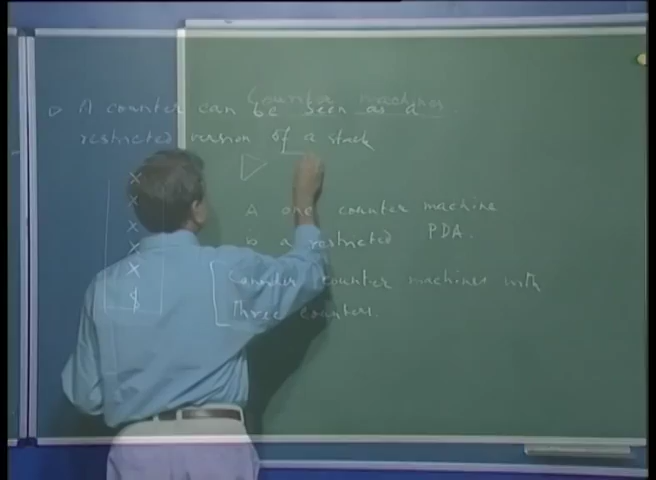 Counter machines
▷ A counter can be seen as a
restricted version of a stack
▷
X
X
X
X
X
$
A one counter machine
is a restricted PDA.
Consider counter machines with
three counters.